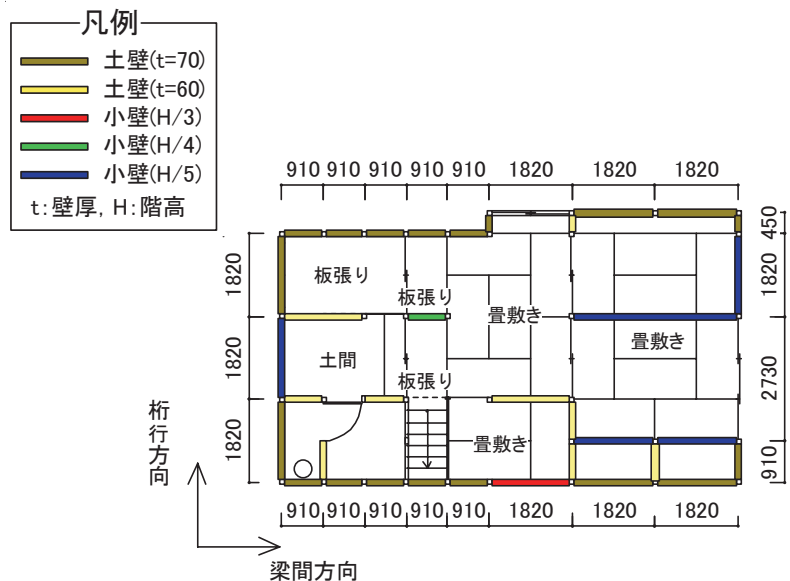 凡例
土壁(t=70)
土壁(t=60)
小壁(H/3)
小壁(H/4)
小壁(H/5)
t:壁厚, H:階高
910 910 910 910 910 1820 1820 1820
450
1820
2730
910
1820
1820
1820
板張り
板張り
畳敷き
畳敷き
土間
板張り
畳敷き
910 910 910 910 910 1820 1820 1820
桁行方向
梁間方向